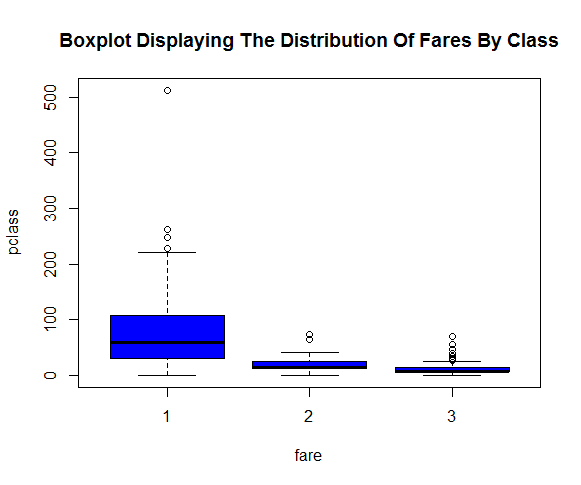 Boxplot Displaying The Distribution Of Fares By Class
500
400
300
200
100
0
pclass
1 2 3
fare